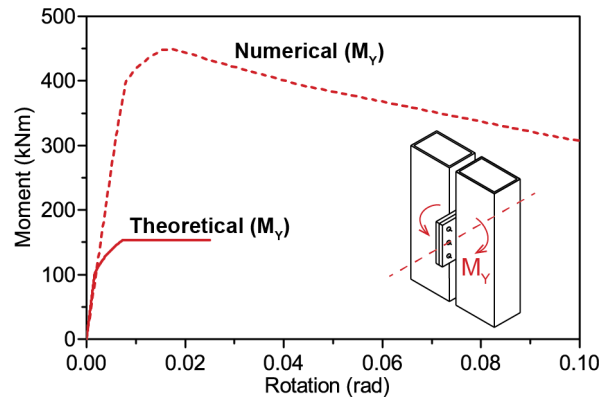 500
400
300
200
100
0
Moment (kNm)
Numerical (MY)
Theoretical (MY)
MY
0.00
0.02
0.04
0.06
0.08
0.10
Rotation (rad)